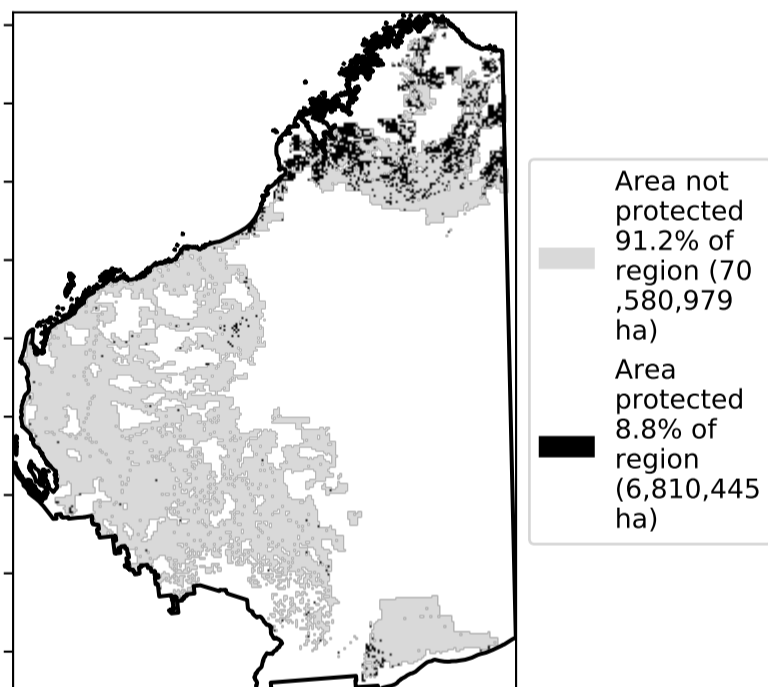 Area not
protected
91.2% of
region (70
,580,979
ha)
Area
protected
8.8% of
region
(6,810,445
ha)